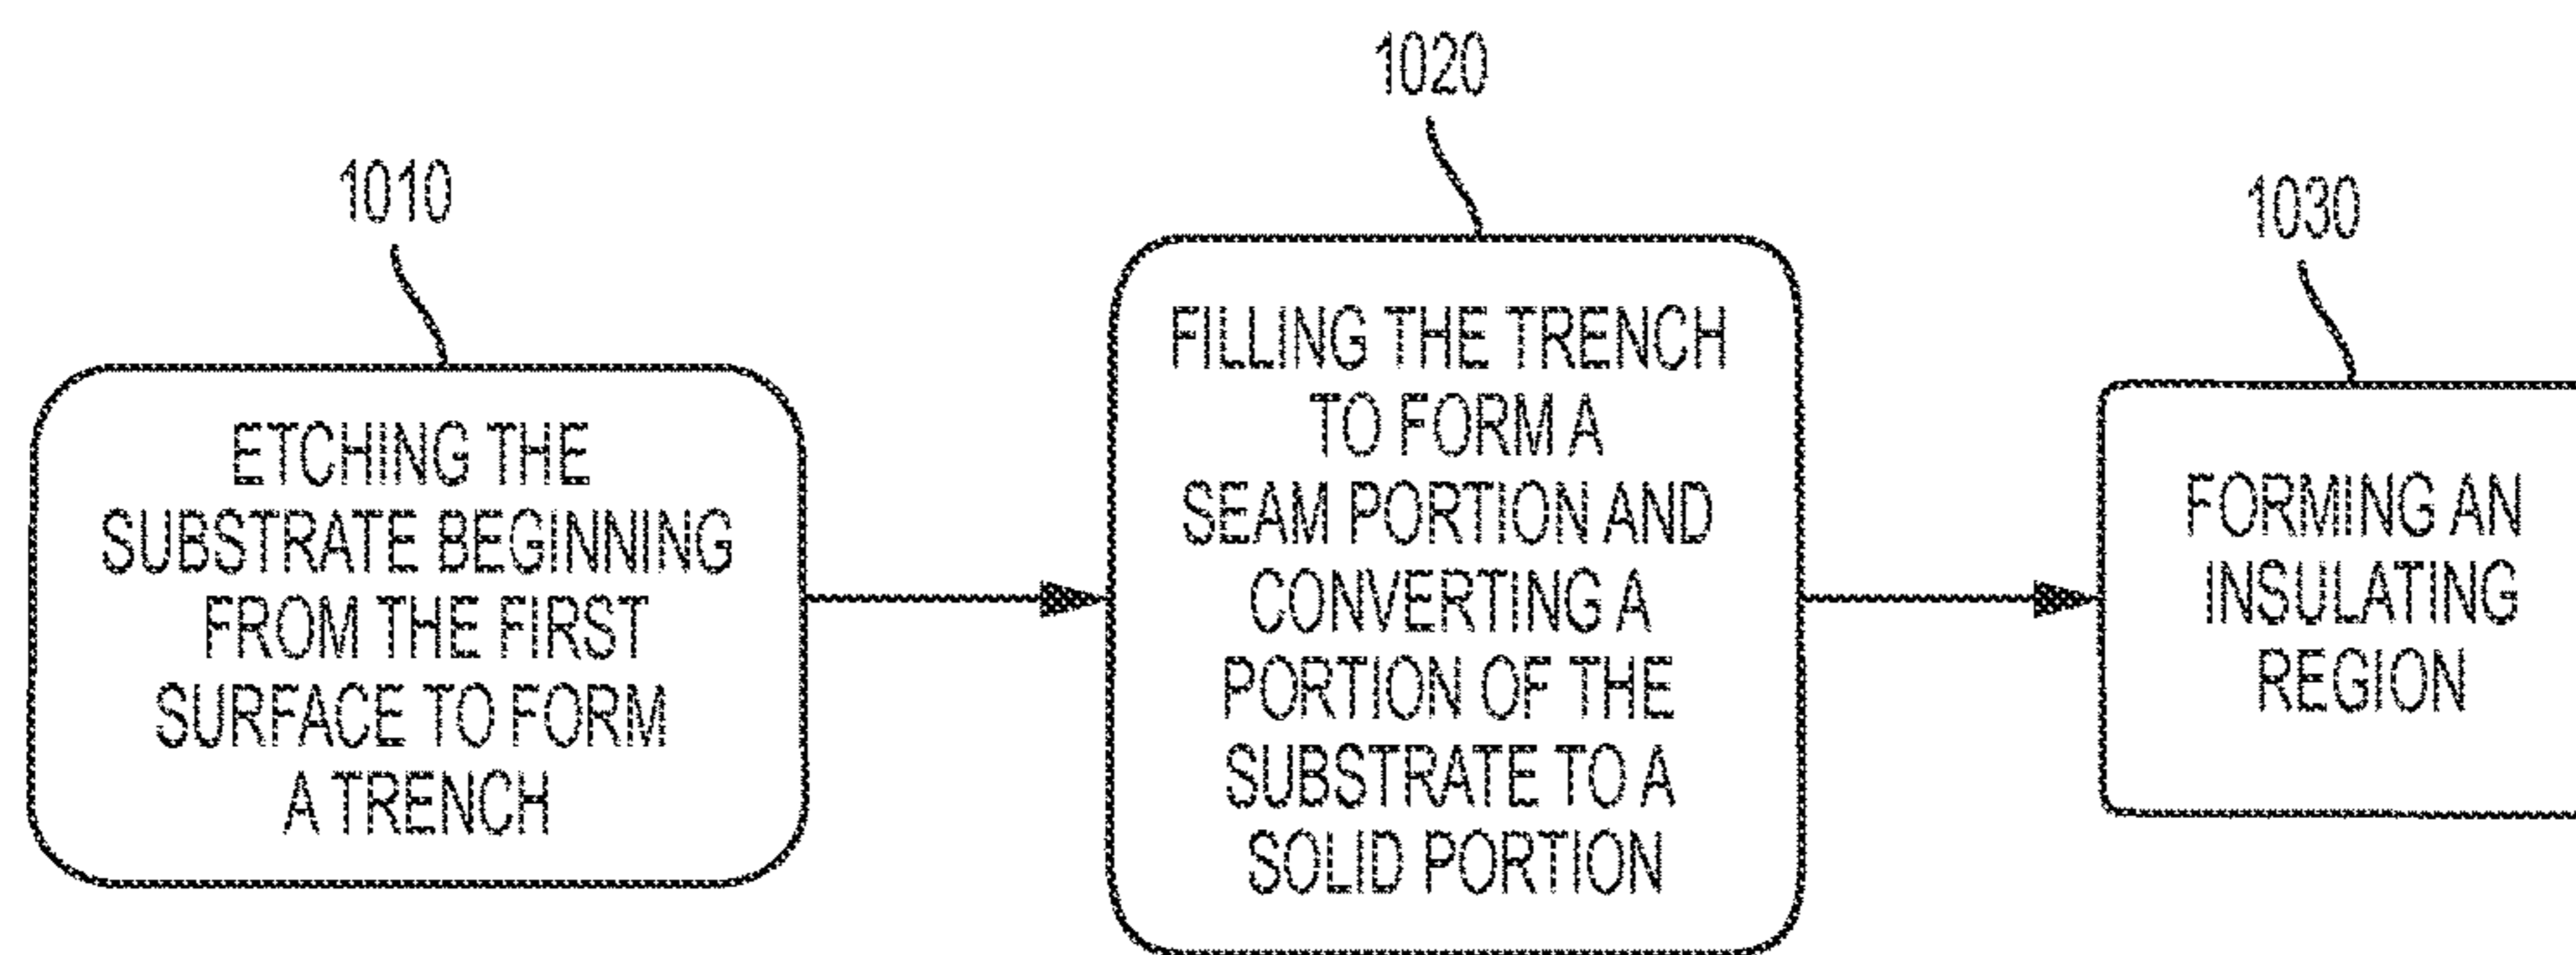 1010
ETCHING THE
SUBSTRATE BEGINNING
FROM THE FIRST
SURFACE TO FORM
A TRENCH
1020
FILLING THE TRENCH
TO FORM A
SEAM PORTION AND
CONVERTING A
PORTION OF THE
SUBSTRATE TO A
SOLID PORTION
1030
FORMING AN
INSULATING
REGION